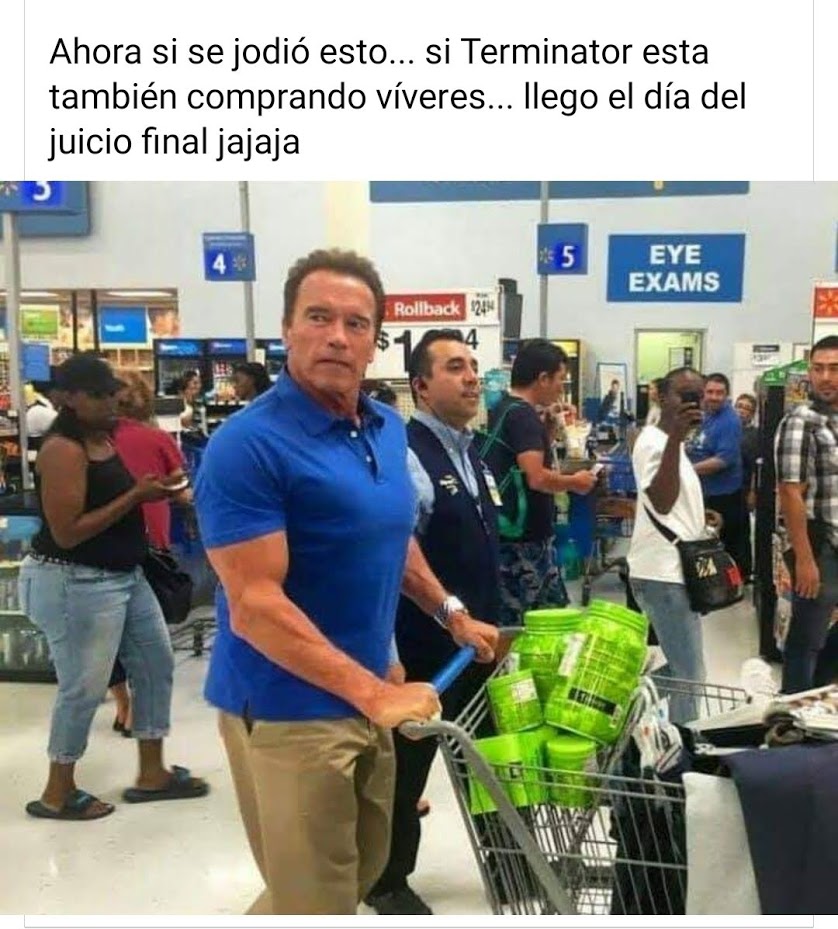 Ahora si se jodió esto... si Terminator esta
también comprando víveres... llego el día del
juicio final jajaja
3
4
5
EYE
EXAMS
Rollback